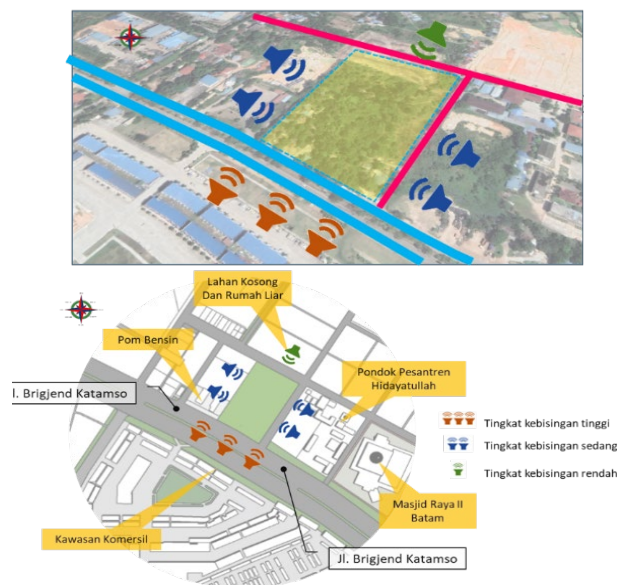 Lahan Kosong
Dan Rumah Liar
Pom Bensin
Pondok Pesantren
Hidayatullah
l. Brigjend Katamso
Tingkat kebisingan tinggi
Tingkat kebisingan sedang
Tingkat kebisingan rendah
Masjid Raya II
Batam
Kawasan Komersil
Jl. Brigjend Katamso